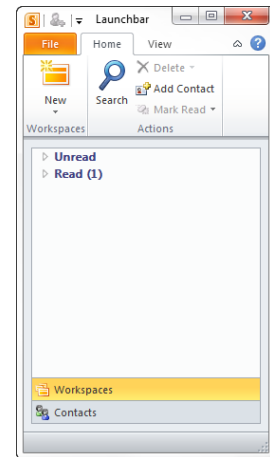 S Launchbar
File Home View
New Search Delete
Add Contact
Mark Read
Workspaces Actions
Unread
Read (1)
Workspaces
Contacts